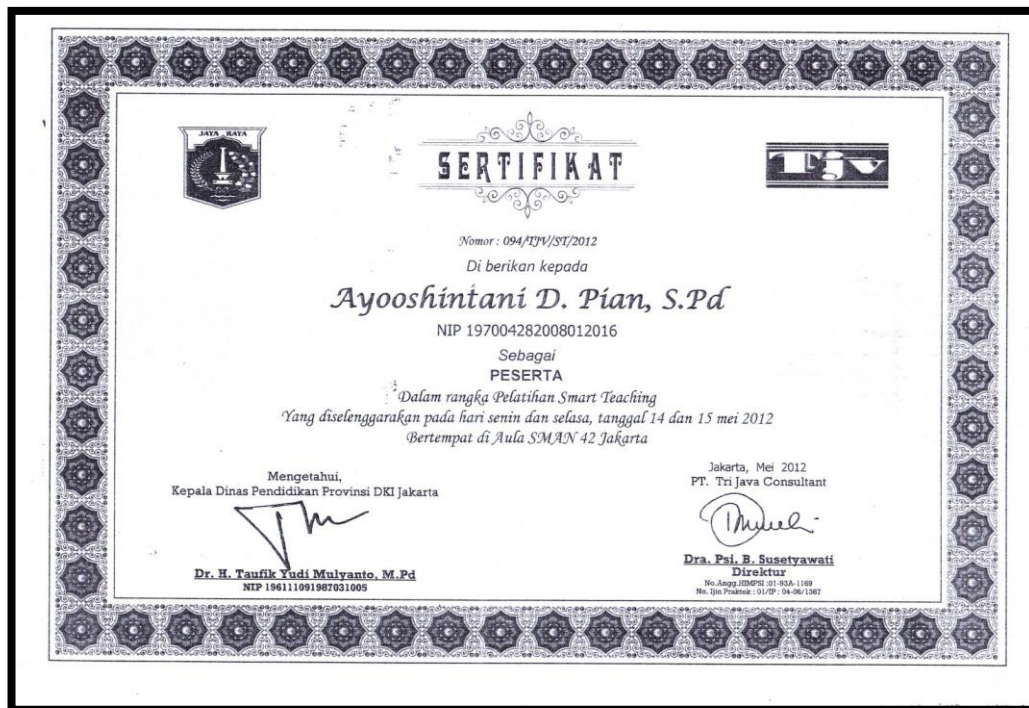 JAYA RAYA
SERTIFIKAT
Tjv
Nomor : 094/TJV/ST/2012
Di berikan kepada
Ayooshintani D. Pian, S.Pd
NIP 197004282008012016
Sebagai
PESERTA
Dalam rangka Pelatihan Smart Teaching
Yang diselenggarakan pada hari senin dan selasa, tanggal 14 dan 15 mei 2012
Bertempat di Aula SMAN 42 Jakarta
Mengetahui,
Kepala Dinas Pendidikan Provinsi DKI Jakarta
Dr. H. Taufik Yudi Mulyanto, M.Pd
NIP 196111091987031005
Jakarta, Mei 2012
PT. Tri Java Consultant
Dra. Psi. B. Susetyawati
Direktur
No.Angg.HIMPSI :01-93A-1169
No. Ijin Praktek : 01/IP : 04-06/1367